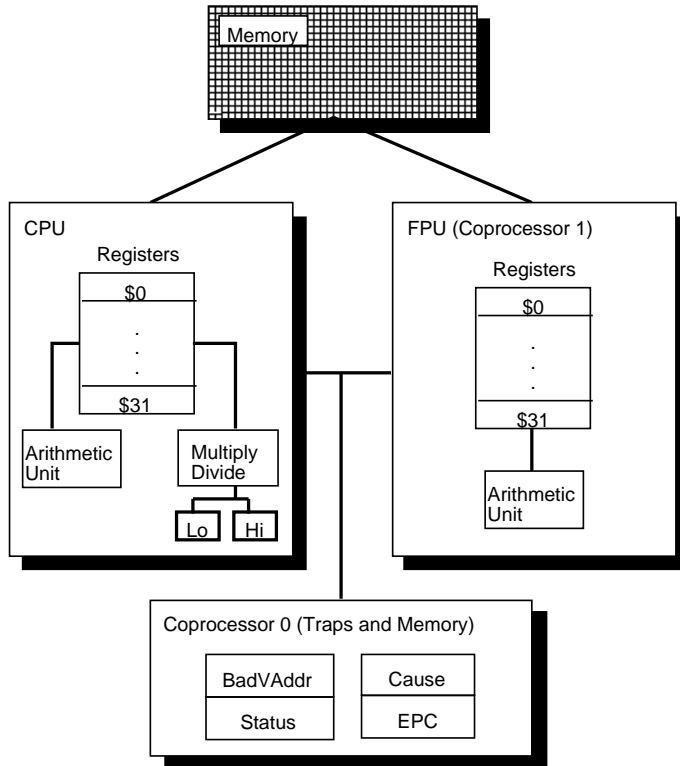 Memory
CPU
Registers
$0
.
.
.
$31
Arithmetic
Unit
Multiply
Divide
Lo
Hi
FPU (Coprocessor 1)
Registers
$0
.
.
.
$31
Arithmetic
Unit
Coprocessor 0 (Traps and Memory)
BadVAddr
Cause
Status
EPC